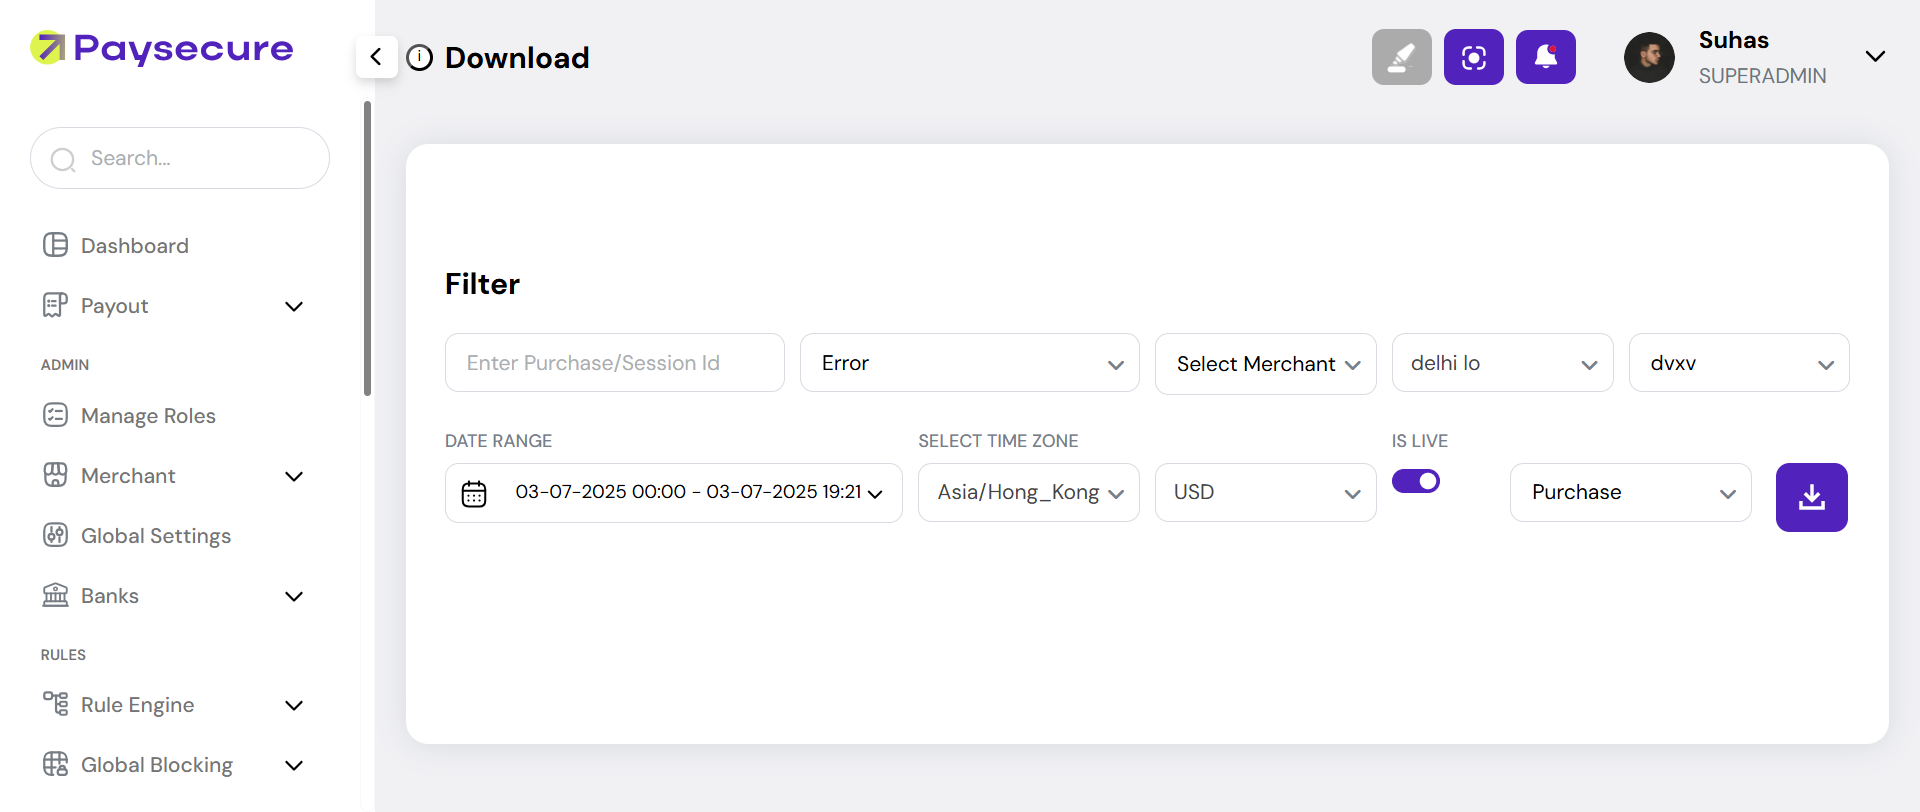 Paysecure
Download
Suhas
SUPERADMIN
Search...
Dashboard
Payout
ADMIN
Manage Roles
Merchant
Global Settings
Banks
RULES
Rule Engine
Global Blocking
Filter
Enter Purchase/Session Id
Error
Select Merchant
delhi lo
dvxv
DATE RANGE
SELECT TIME ZONE
IS LIVE
03-07-2025 00:00 - 03-07-2025 19:21
Asia/Hong_Kong
USD
Purchase